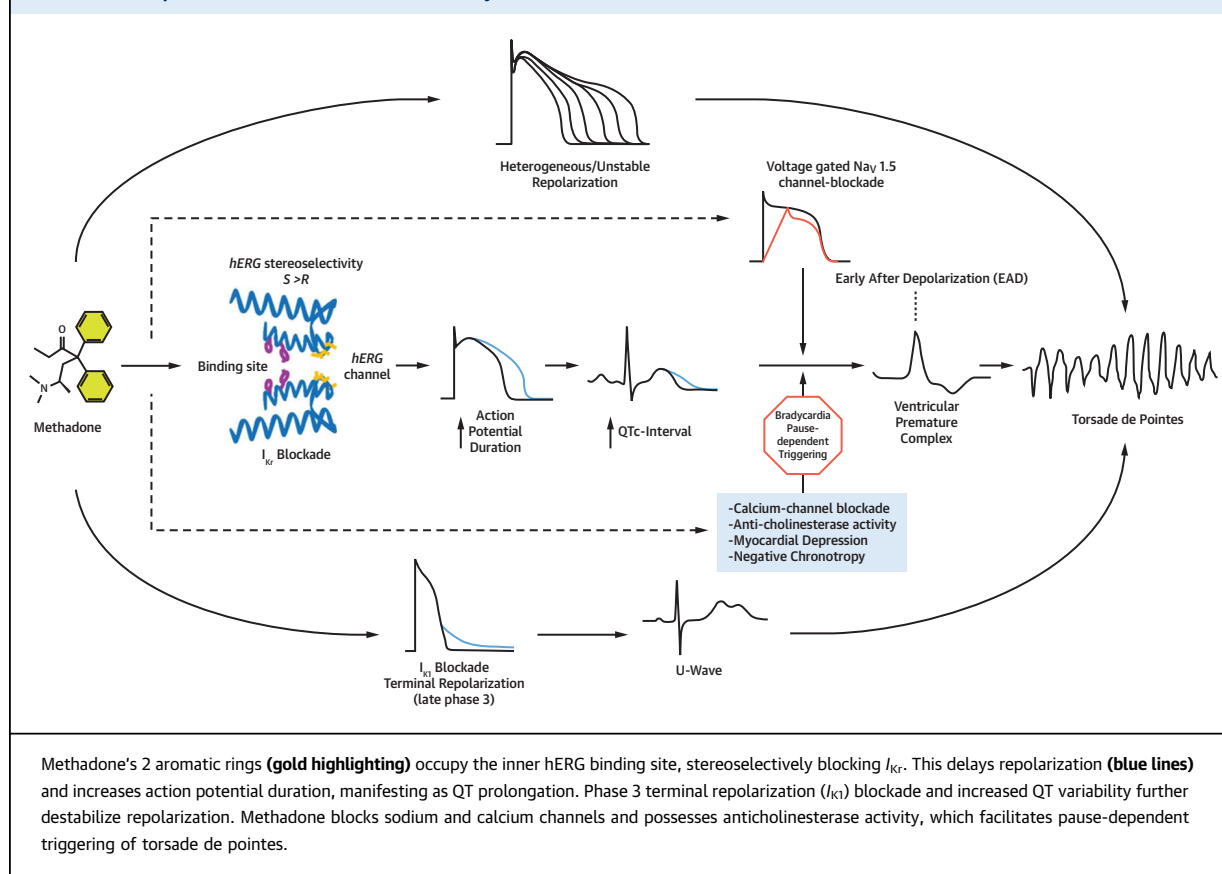 Heterogeneous/Unstable
Repolarization
Voltage gated NaV 1.5
channel-blockade
hERG stereoselectivity
S >R
Early After Depolarization (EAD)
O
N
Methadone
Binding site
hERG
channel
IKr Blockade
Action
Potential
Duration
QTc-Interval
Bradycardia
Pause-
dependent
Triggering
Ventricular
Premature
Complex
Torsade de Pointes
-Calcium-channel blockade
-Anti-cholinesterase activity
-Myocardial Depression
-Negative Chronotropy
IK1 Blockade
Terminal Repolarization
(late phase 3)
U-Wave
Methadone's 2 aromatic rings (gold highlighting) occupy the inner hERG binding site, stereoselectively blocking IKr. This delays repolarization (blue lines)
and increases action potential duration, manifesting as QT prolongation. Phase 3 terminal repolarization (IK1) blockade and increased QT variability further
destabilize repolarization. Methadone blocks sodium and calcium channels and possesses anticholinesterase activity, which facilitates pause-dependent
triggering of torsade de pointes.